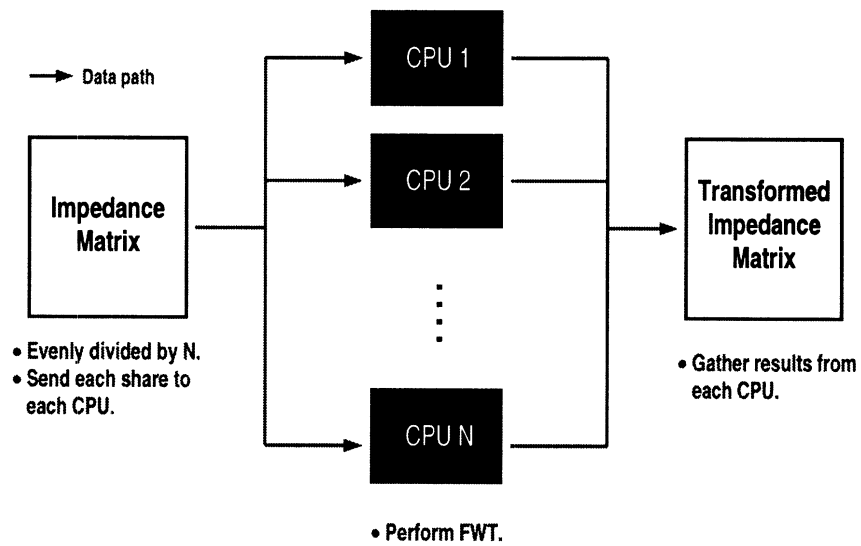 CPU 1
Data path
Impedance
Matrix
CPU 2
Transformed
Impedance
Matrix
• Evenly divided by N.
• Send each share to
each CPU.
• Gather results from
each CPU.
CPU N
• Perform FWT.